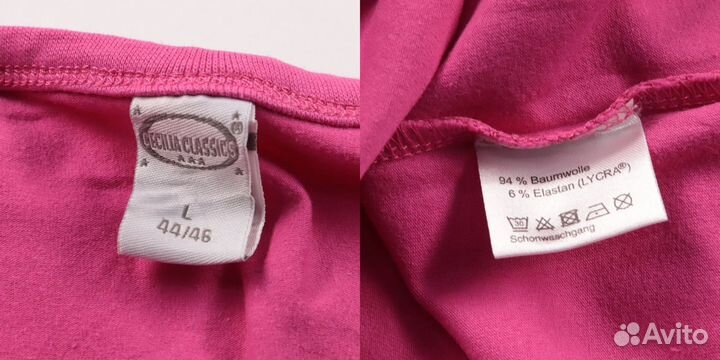 CECILIA CLASSICS
L
44/46
94 % Baumwolle
6 % Elastan (LYCRA®)
30
Schonwaschgang
Avito